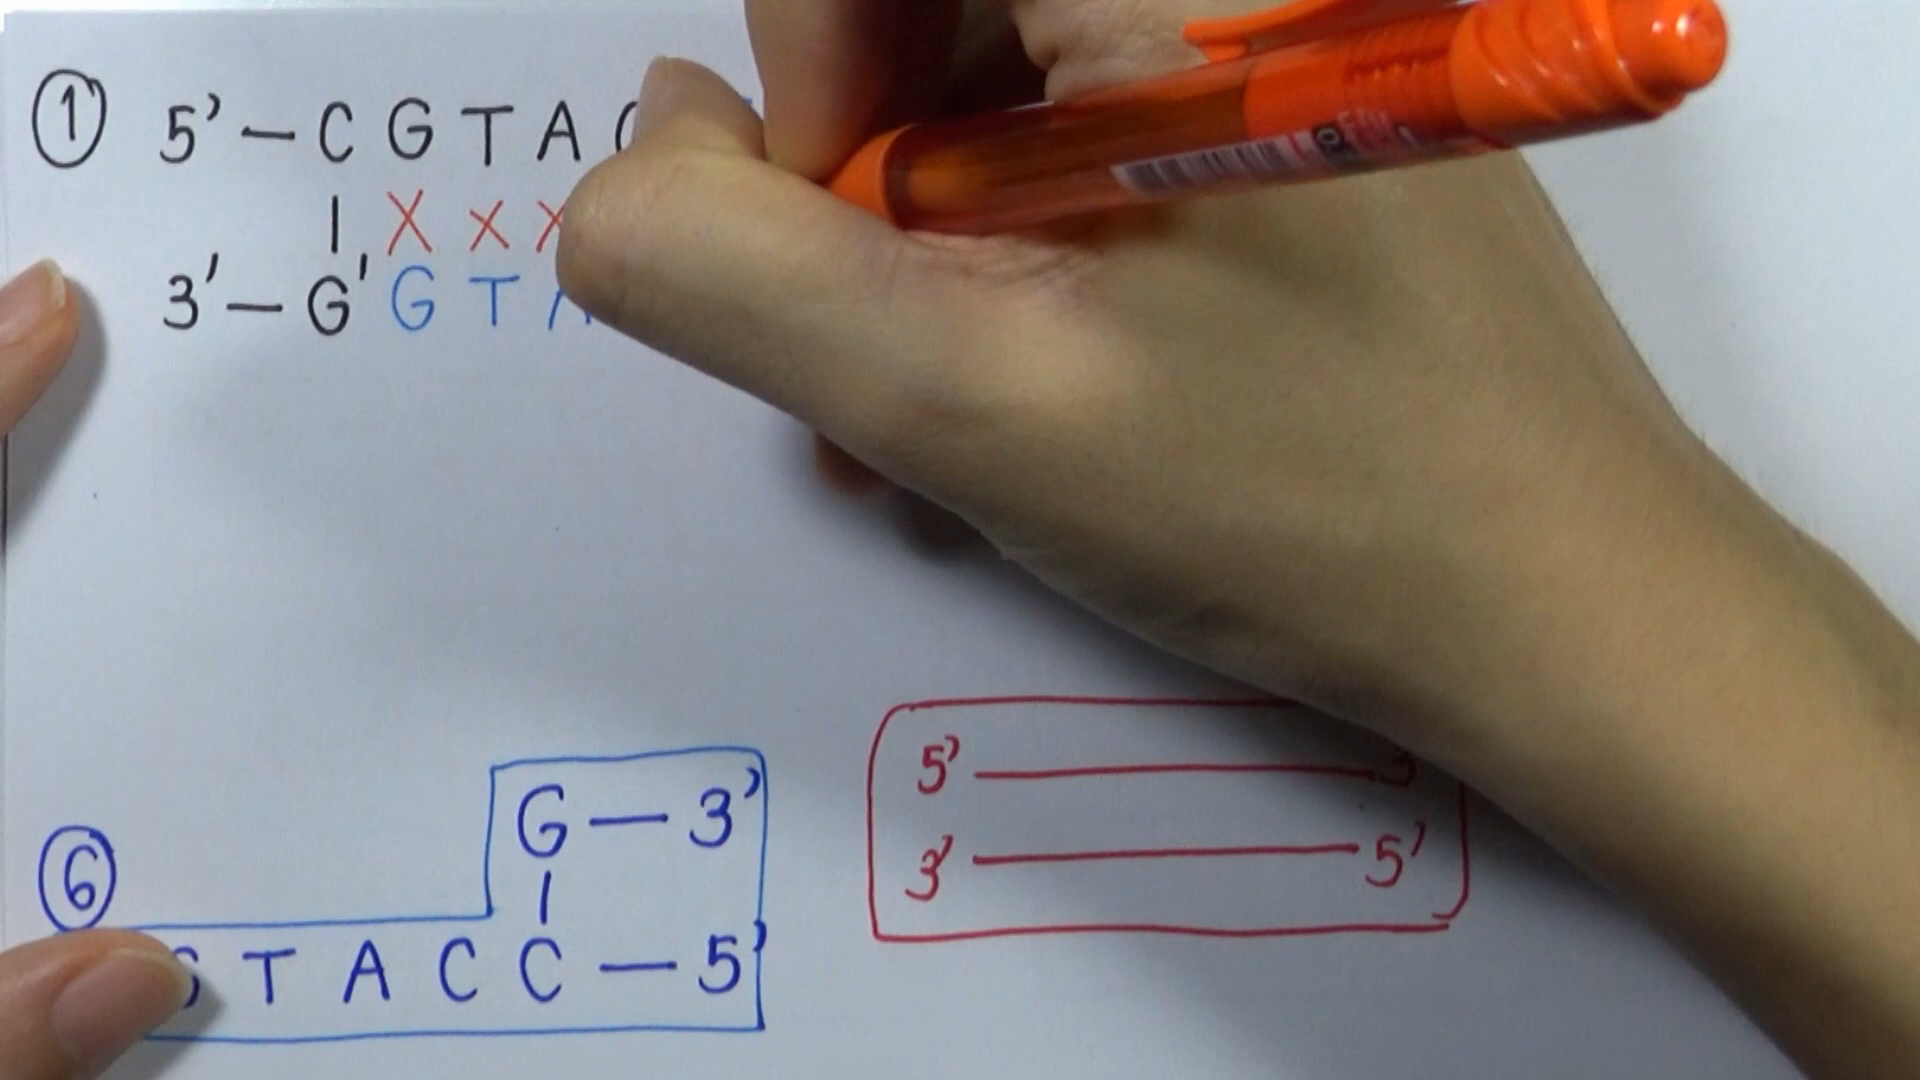 ① 5' — C G T A C
| X X X
3' — G' G T A
⑥ G — 3'
|
G T A C C — 5'
5' — 3'
3' — 5'